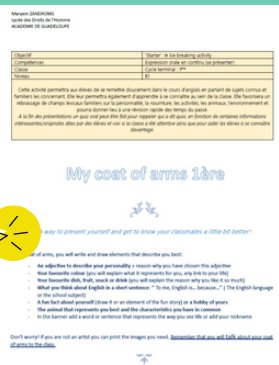 Maryann ZANDRONIS
Lycée des Droits de l'Homme
ACADEMIE DE GUADELOUPE
Objectif 'Starter' → Ice breaking activity
Compétences Expression orale en continu (se présenter)
Classe Cycle terminal : 1ère
Niveau B1
Cette activité permettra aux élèves de se remettre doucement dans le cours d'anglais en partant de sujets connus et
familiers les concernant. Elle leur permettra également d'apprendre à se connaître au sein de la classe. Elle favorisera un
rebrassage de champs lexicaux familiers sur la personnalité, la nourriture, les activités, les animaux, l'environnement et
pourra donner lieu à une révision rapide des temps du passé.
À la fin des présentations un quiz oral peut être fait pour rappeler qui a dit quoi, en fonction de certaines informations
intéressantes/originales dites par des élèves et voir si la classe a été attentive ainsi que pour aider les élèves à se connaître
davantage.
My coat of arms 1ère
way to present yourself and get to know your classmates a little bit better!
of arms, you will write and draw elements that describe you best:
- An adjective to describe your personality + reason why you have chosen this adjective
- Your favourite colour (you will explain what it represents for you, any link to your life)
- Your favourite dish, fruit, snack or drink (you will explain the reason why you like it so much)
- What you think about English in a short sentence: " To me, English is... because..." ( The English language
or the school subject)
- A fun fact about yourself (draw it or an element of the fun story) or a hobby of yours
- The animal that represents you best and the characteristics you have in common
- In the banner add a word or sentence that represents the way you see life or add your nickname
Don't worry! If you are not an artist you can print the images you need. Remember that you will talk about your coat
of arms to the class.